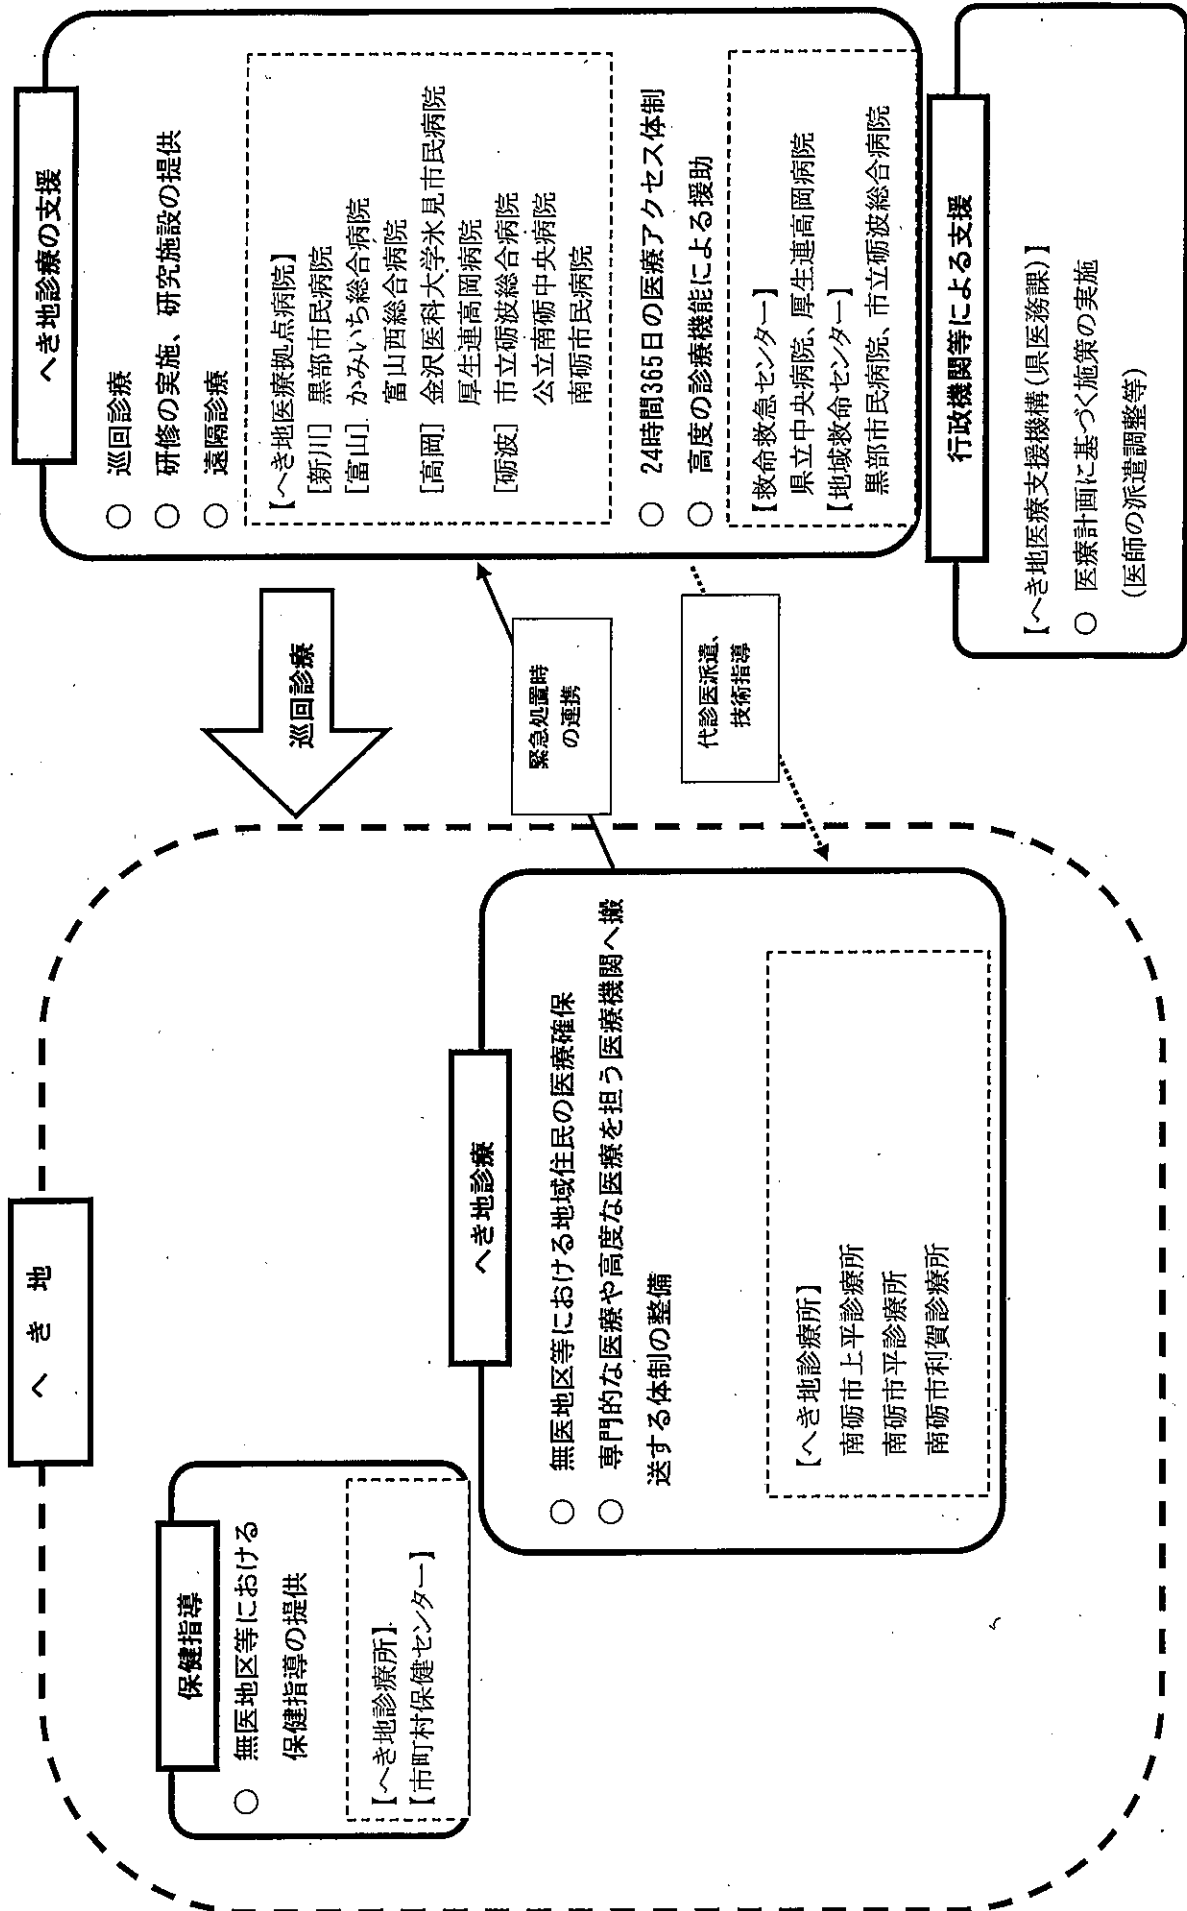 へき地
保健指導
○ 無医地区等における
保健指導の提供
【へき地診療所】
【市町村保健センター】
へき地診療
○ 無医地区等における地域住民の医療確保
○ 専門的な医療や高度な医療を担う医療機関へ搬
送する体制の整備
【へき地診療所】
南砺市上平診療所
南砺市平診療所
南砺市利賀診療所
巡回診療
緊急処置時
の連携
代診医派遣、
技術指導
へき地診療の支援
○ 巡回診療
○ 研修の実施、研究施設の提供
○ 遠隔診療
【へき地医療拠点病院】
[新川] 黒部市民病院
[富山] かみいち総合病院
富山西総合病院
[高岡] 金沢医科大学氷見市民病院
厚生連高岡病院
[砺波] 市立砺波総合病院
公立南砺中央病院
南砺市民病院
○ 24時間365日の医療アクセス体制
○ 高度の診療機能による援助
【救命救急センター】
県立中央病院、厚生連高岡病院
【地域救命センター】
黒部市民病院、市立砺波総合病院
行政機関等による支援
【へき地医療支援機構(県医務課)】
○ 医療計画に基づく施策の実施
(医師の派遣調整等)